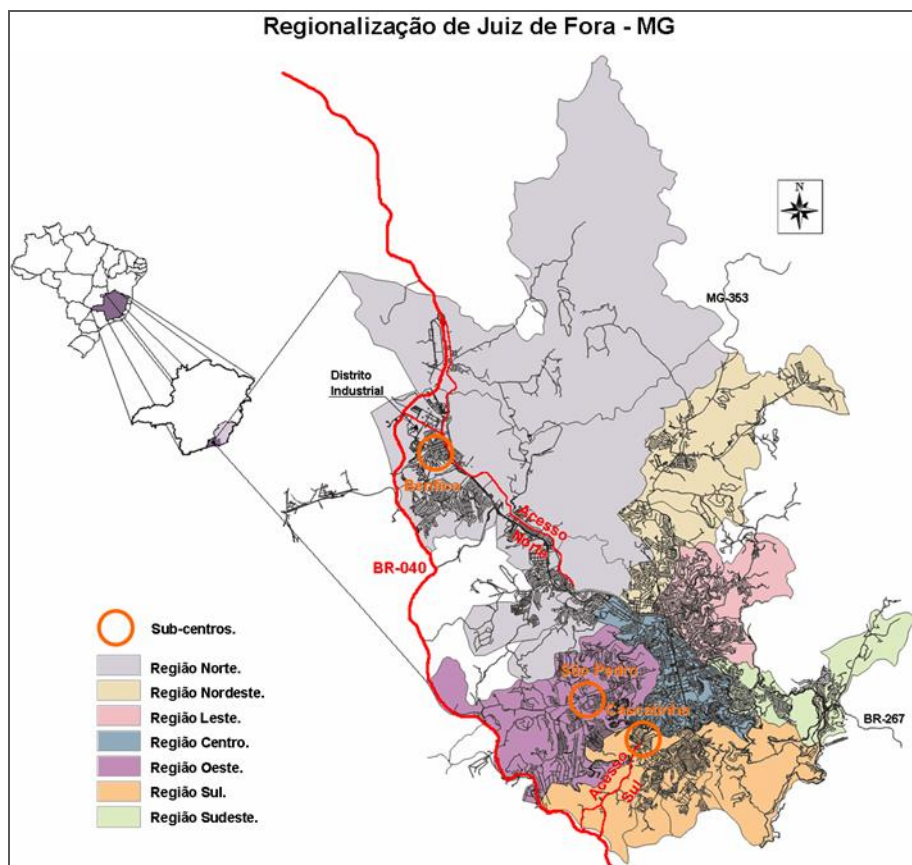 Regionalização de Juiz de Fora - MG
N
MG-353
Distrito
Industrial
Benfica
Acesso
Norte
BR-040
São Pedro
Cascatinha
BR-267
Acesso
Sul
Sub-centros.
Região Norte.
Região Nordeste.
Região Leste.
Região Centro.
Região Oeste.
Região Sul.
Região Sudeste.